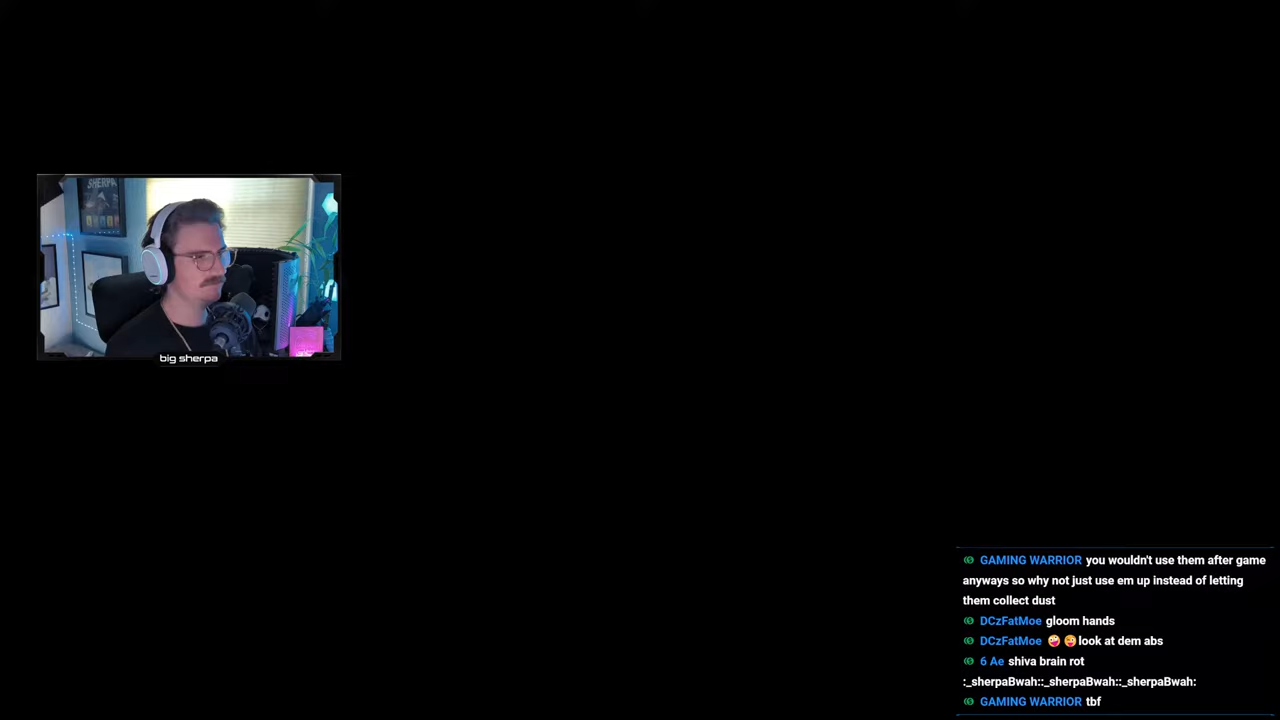 SHERPA
big sherpa
GAMING WARRIOR you wouldn't use them after game
anyways so why not just use em up instead of letting
them collect dust
DCzFatMoe gloom hands
DCzFatMoe 🤪😜look at dem abs
6 Ae shiva brain rot
:_sherpaBwah::_sherpaBwah::_sherpaBwah:
GAMING WARRIOR tbf